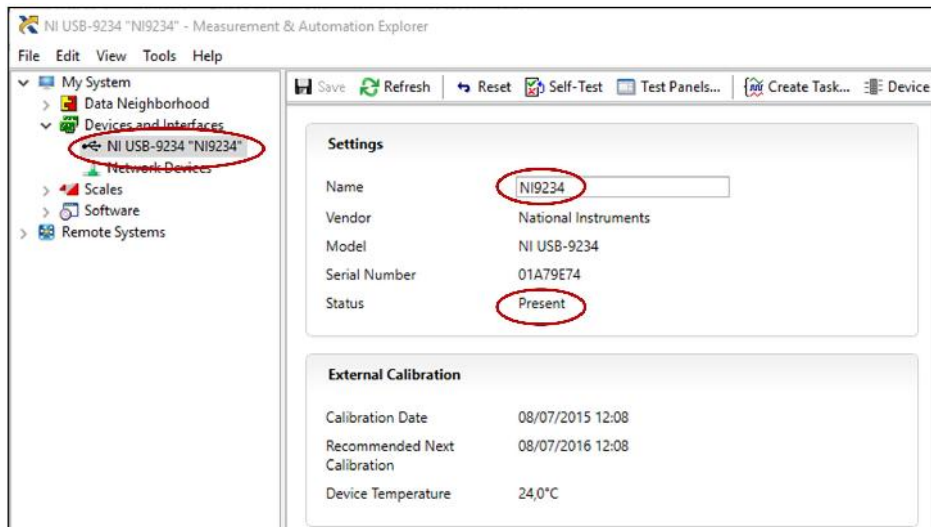 NI USB-9234 "NI9234" - Measurement & Automation Explorer
File Edit View Tools Help
My System
Data Neighborhood
Devices and Interfaces
NI USB-9234 "NI9234"
Network Devices
Scales
Software
Remote Systems
Save Refresh Reset Self-Test Test Panels... Create Task... Device
Settings
Name NI9234
Vendor National Instruments
Model NI USB-9234
Serial Number 01A79E74
Status Present
External Calibration
Calibration Date 08/07/2015 12:08
Recommended Next 08/07/2016 12:08
Calibration
Device Temperature 24,0°C